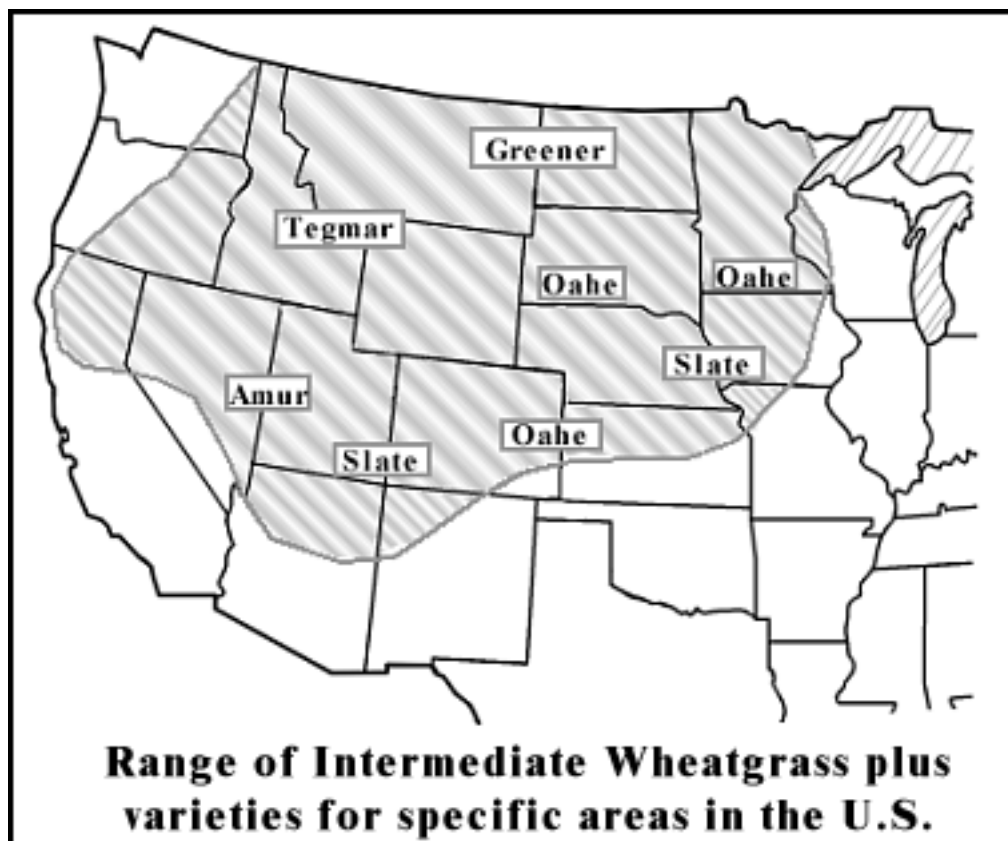 Greener
Tegmar
Oahe
Oahe
Slate
Amur
Oahe
Slate
Range of Intermediate Wheatgrass plus
varieties for specific areas in the U.S.